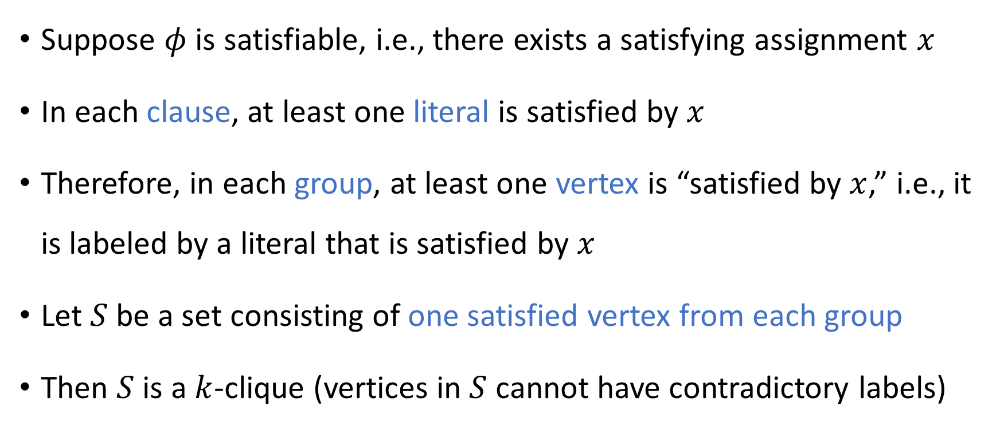 • Suppose 𝜙 is satisfiable, i.e., there exists a satisfying assignment 𝑥
• In each clause, at least one literal is satisfied by 𝑥
• Therefore, in each group, at least one vertex is “satisfied by 𝑥,” i.e., it
is labeled by a literal that is satisfied by 𝑥
• Let 𝑆 be a set consisting of one satisfied vertex from each group
• Then 𝑆 is a 𝑘-clique (vertices in 𝑆 cannot have contradictory labels)